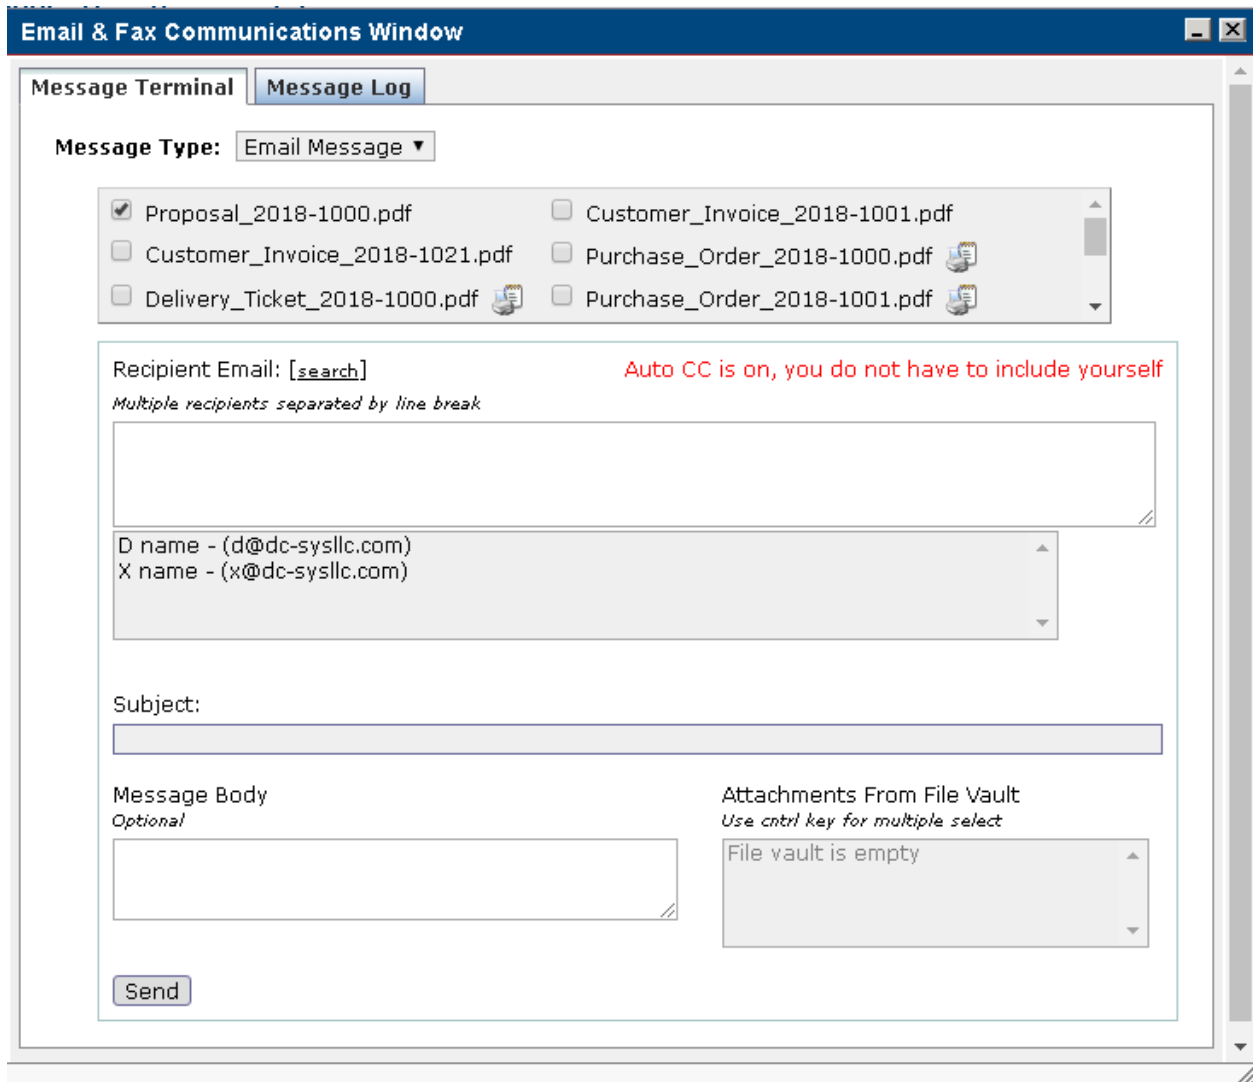 Email & Fax Communications Window
Message Terminal
Message Log
Message Type: Email Message
Proposal_2018-1000.pdf
Customer_Invoice_2018-1001.pdf
Customer_Invoice_2018-1021.pdf
Purchase_Order_2018-1000.pdf
Delivery_Ticket_2018-1000.pdf
Purchase_Order_2018-1001.pdf
Recipient Email: [search]
Auto CC is on, you do not have to include yourself
Multiple recipients separated by line break
D name - (d@dc-sysllc.com)
X name - (x@dc-sysllc.com)
Subject:
Message Body
Optional
Attachments From File Vault
Use cntrl key for multiple select
File vault is empty
Send